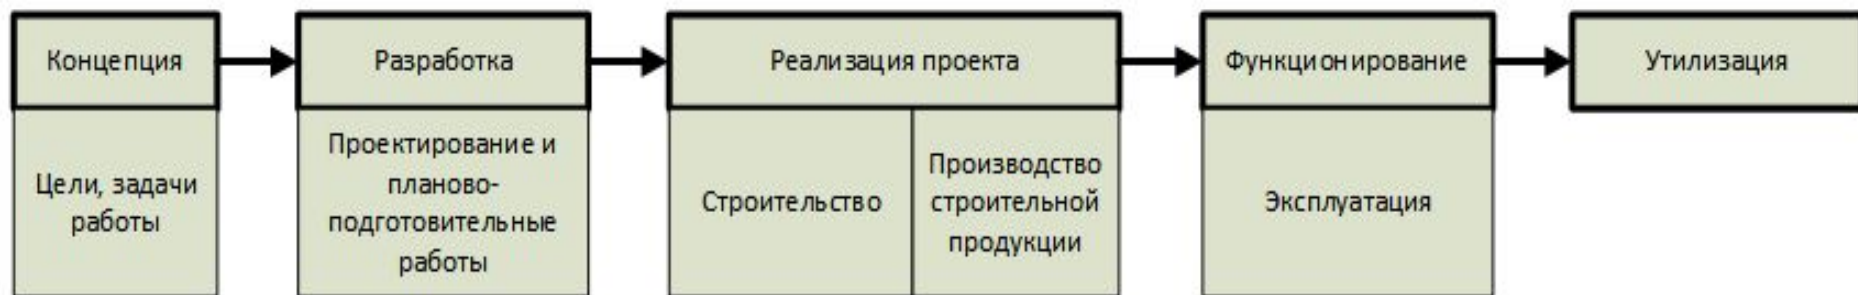 Концепция
Разработка
Реализация проекта
Функционирование
Утилизация
Цели, задачи
работы
Проектирование и
планово-
подготовительные
работы
Строительство
Производство
строительной
продукции
Эксплуатация